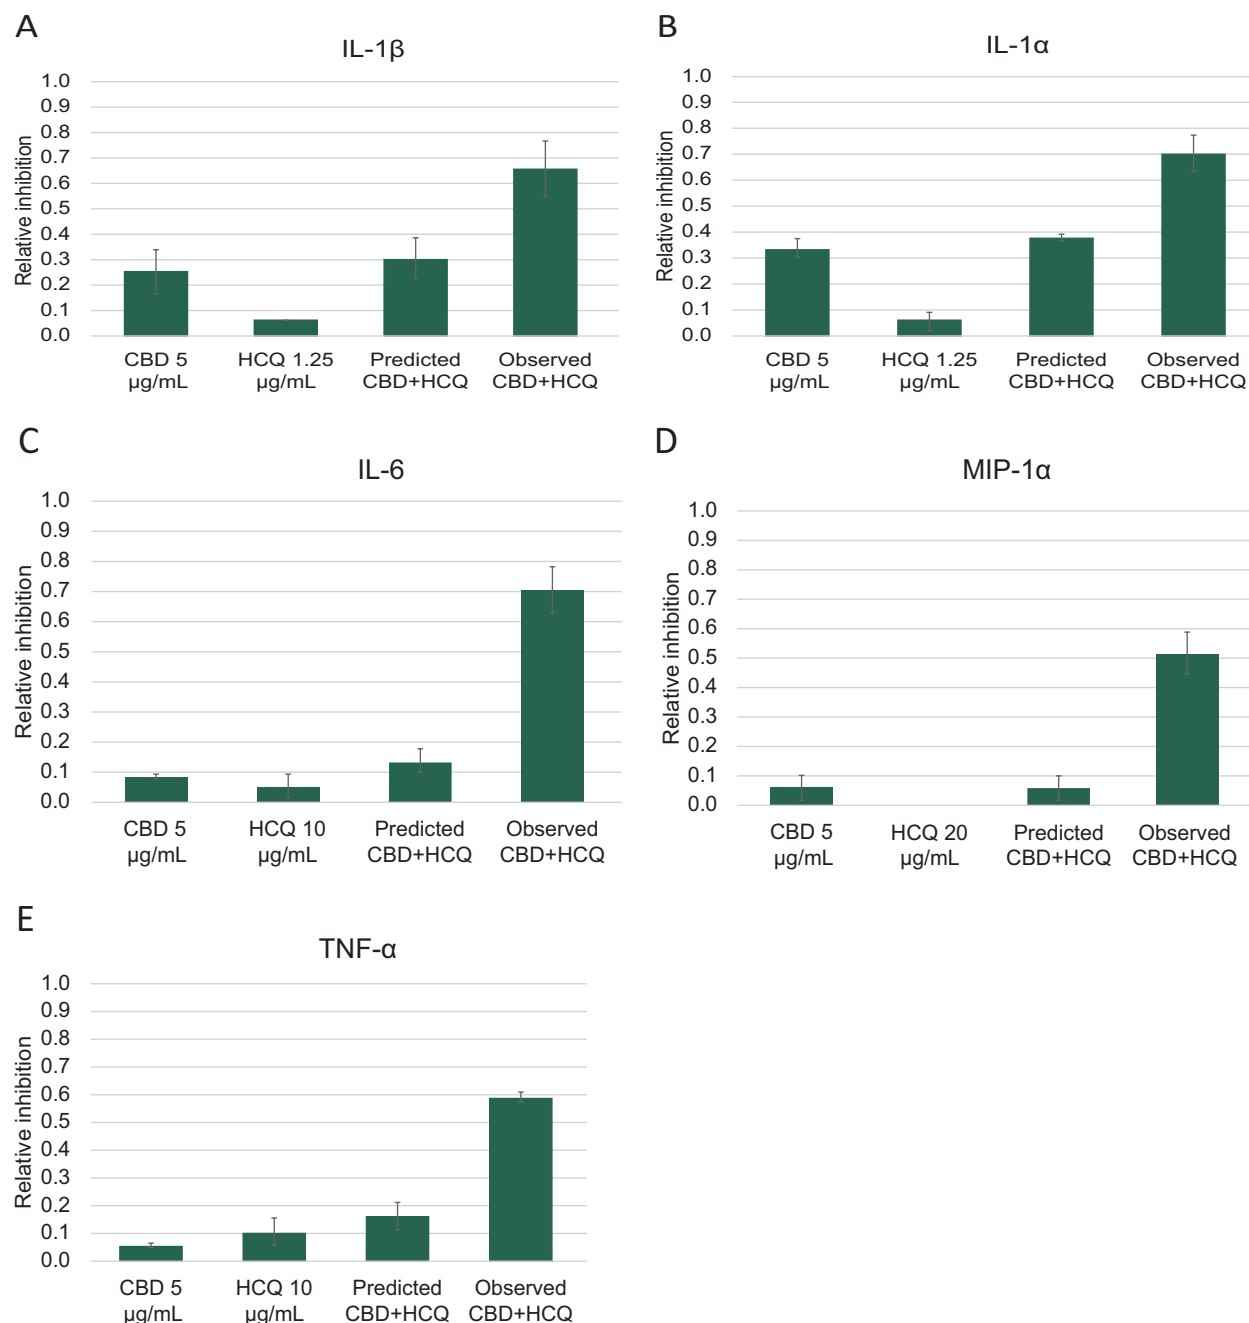 A
IL-1β
Relative inhibition
1.0
0.9
0.8
0.7
0.6
0.5
0.4
0.3
0.2
0.1
0.0
CBD 5 HCQ 1.25 Predicted Observed
µg/mL µg/mL CBD+HCQ CBD+HCQ
B
IL-1α
Relative inhibition
1.0
0.9
0.8
0.7
0.6
0.5
0.4
0.3
0.2
0.1
0.0
CBD 5 HCQ 1.25 Predicted Observed
µg/mL µg/mL CBD+HCQ CBD+HCQ
C
IL-6
Relative inhibition
1.0
0.9
0.8
0.7
0.6
0.5
0.4
0.3
0.2
0.1
0.0
CBD 5 HCQ 10 Predicted Observed
µg/mL µg/mL CBD+HCQ CBD+HCQ
D
MIP-1α
Relative inhibition
1.0
0.9
0.8
0.7
0.6
0.5
0.4
0.3
0.2
0.1
0.0
CBD 5 HCQ 20 Predicted Observed
µg/mL µg/mL CBD+HCQ CBD+HCQ
E
TNF-α
Relative inhibition
1.0
0.9
0.8
0.7
0.6
0.5
0.4
0.3
0.2
0.1
0.0
CBD 5 HCQ 10 Predicted Observed
µg/mL µg/mL CBD+HCQ CBD+HCQ